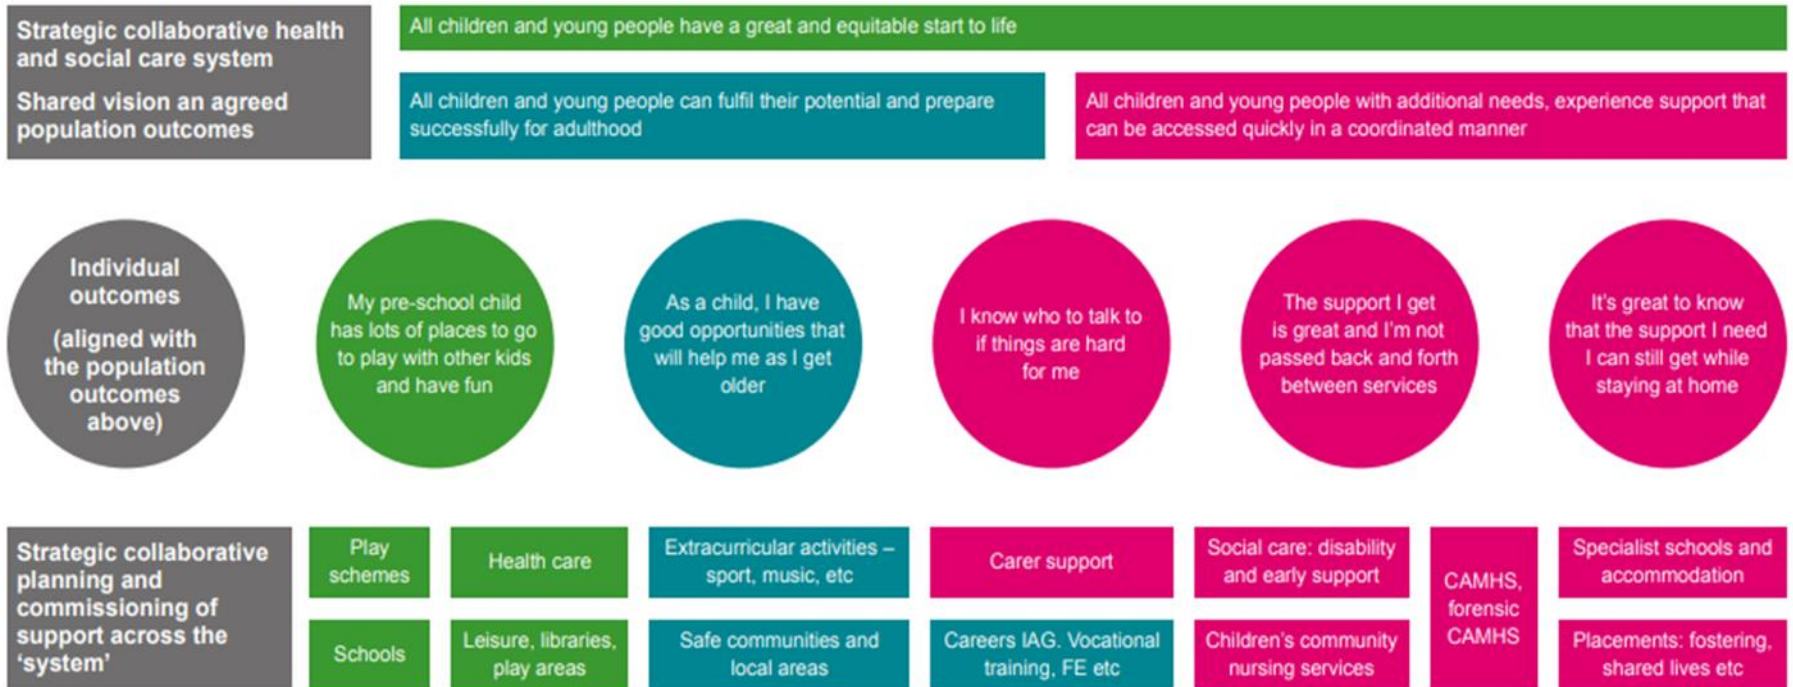 Strategic collaborative health
and social care system
Shared vision an agreed
population outcomes
All children and young people have a great and equitable start to life
All children and young people can fulfil their potential and prepare
successfully for adulthood
All children and young people with additional needs, experience support that
can be accessed quickly in a coordinated manner
Individual
outcomes
(aligned with
the population
outcomes
above)
My pre-school child
has lots of places to go
to play with other kids
and have fun
As a child, I have
good opportunities that
will help me as I get
older
I know who to talk to
if things are hard
for me
The support I get
is great and I'm not
passed back and forth
between services
It's great to know
that the support I need
I can still get while
staying at home
Strategic collaborative
planning and
commissioning of
support across the
‘system’
Play
schemes
Health care
Extracurricular activities –
sport, music, etc
Carer support
Social care: disability
and early support
CAMHS,
forensic
CAMHS
Specialist schools and
accommodation
Schools
Leisure, libraries,
play areas
Safe communities and
local areas
Careers IAG. Vocational
training, FE etc
Children's community
nursing services
Placements: fostering,
shared lives etc